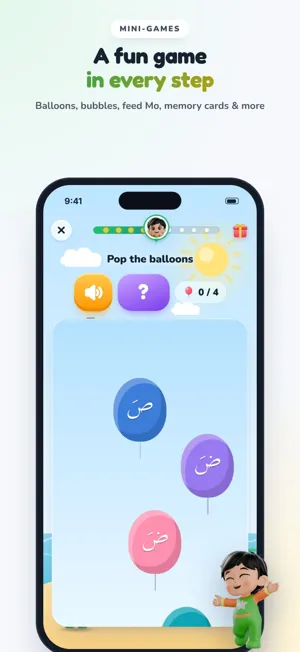 MINI-GAMES
A fun game
in every step
Balloons, bubbles, feed Mo, memory cards & more
9:41
Pop the balloons
?
0 / 4
صَ
ضَ
ضَ